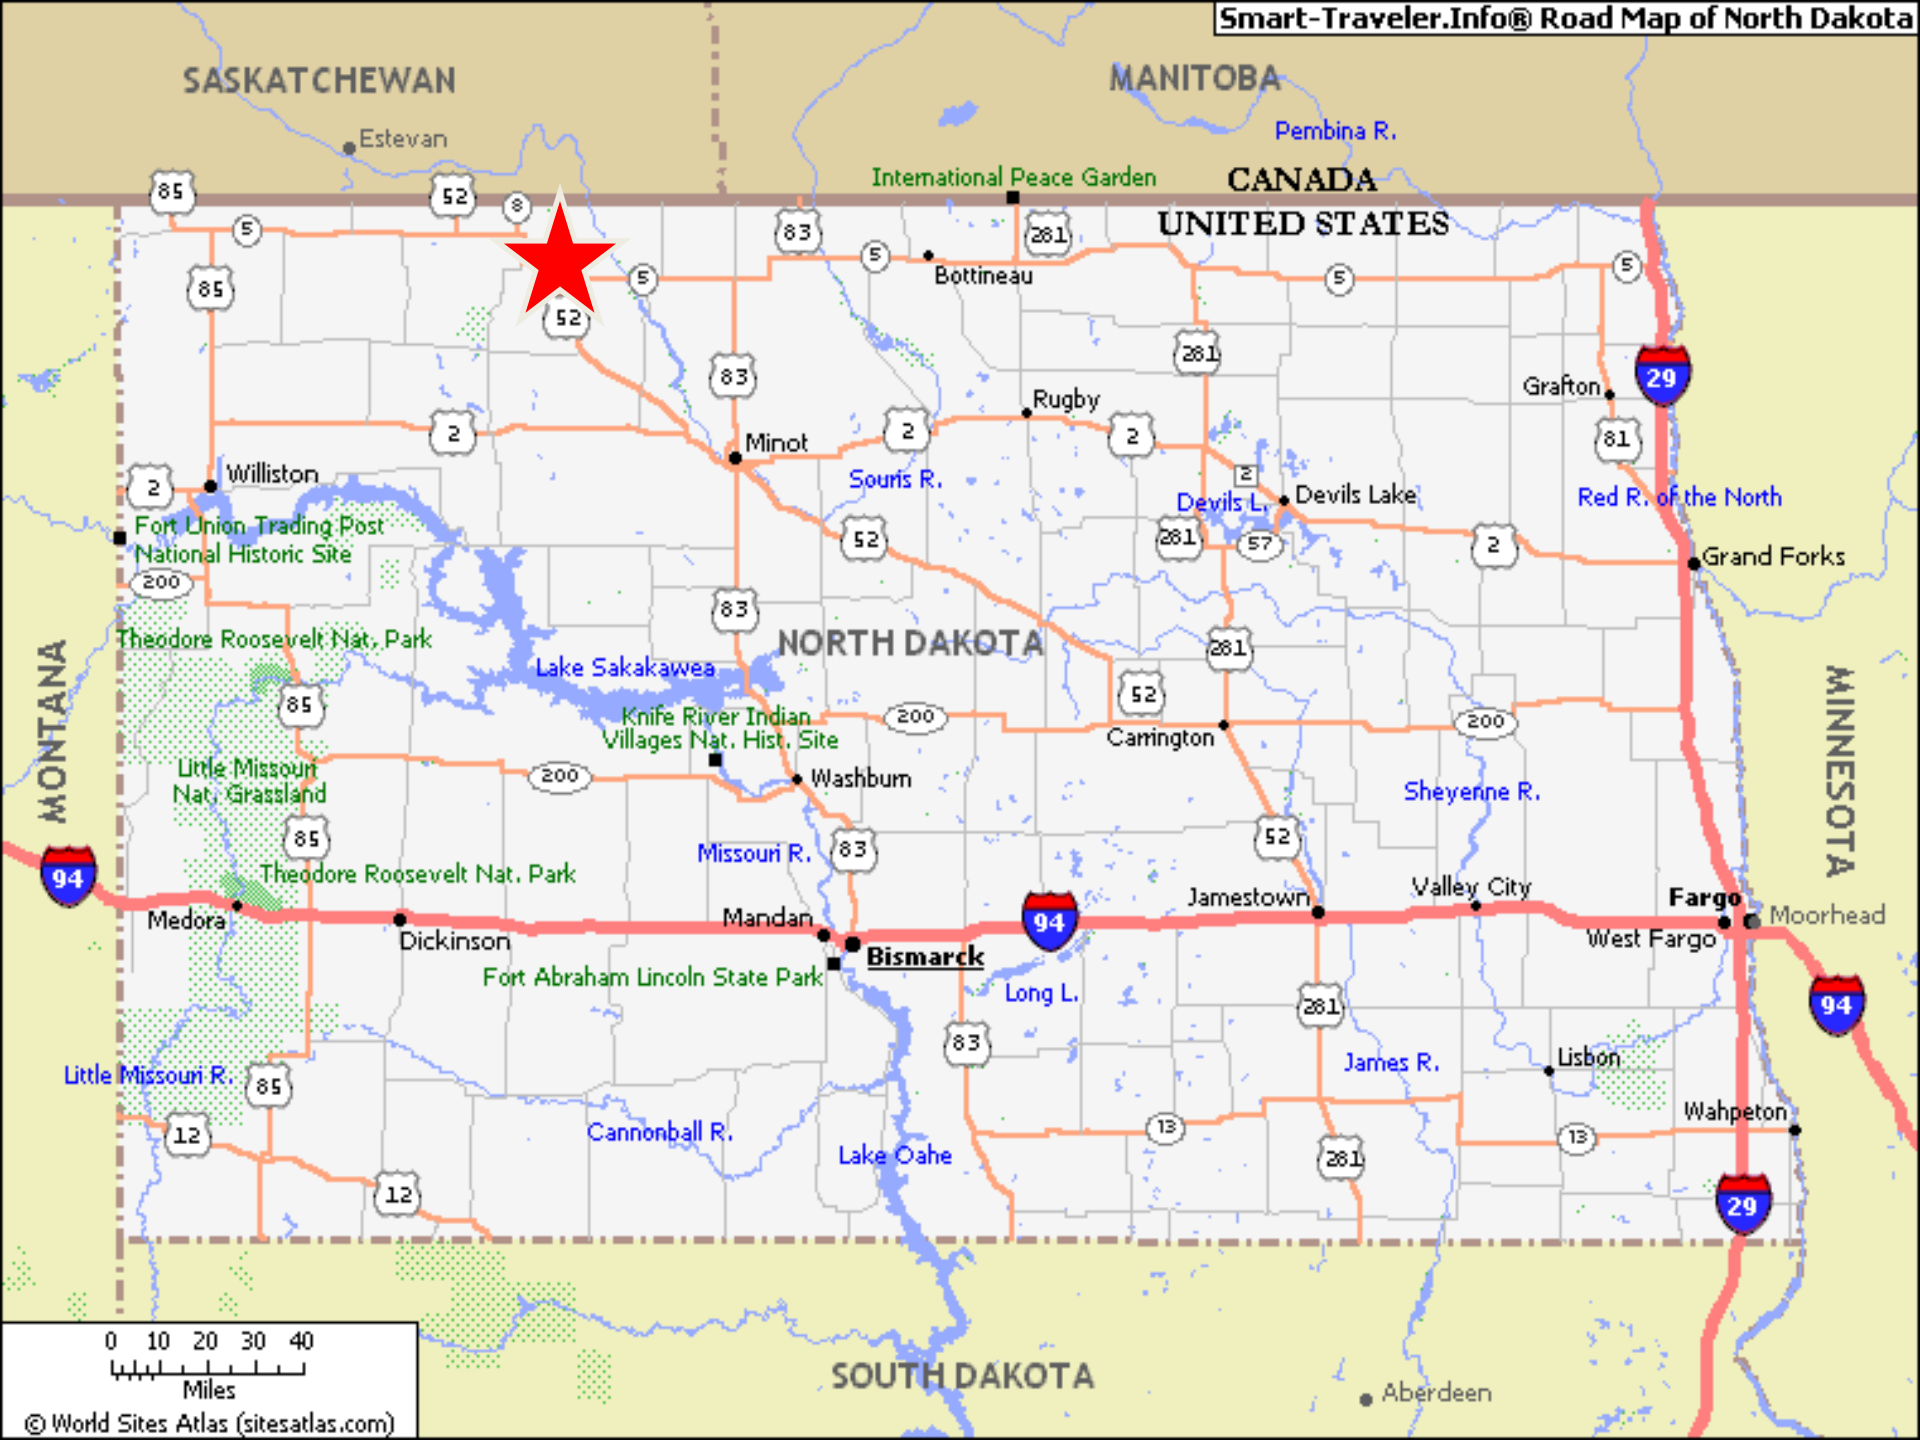 Smart-Traveler.Info® Road Map of North Dakota
SASKATCHEWAN
MANITOBA
Pembina R.
Estevan
International Peace Garden
CANADA
85
52
8
UNITED STATES
5
83
281
5
5
Bottineau
5
5
85
52
281
83
29
Grafton
Rugby
2
2
2
81
Minot
Williston
Souris R.
2
Devils Lake
2
Devils L.
Red R. of the North
Fort Union Trading Post
National Historic Site
52
281
57
2
Grand Forks
200
83
Theodore Roosevelt Nat. Park
NORTH DAKOTA
281
Lake Sakakawea
MONTANA
MINNESOTA
85
52
Knife River Indian
Villages Nat. Hist. Site
200
200
Carrington
Little Missouri
Nat. Grassland
200
Washburn
Sheyenne R.
85
52
Missouri R.
83
94
Theodore Roosevelt Nat. Park
Valley City
Jamestown
Fargo
94
Medora
Mandan
Moorhead
Dickinson
West Fargo
Bismarck
Fort Abraham Lincoln State Park
Long L.
281
94
83
Lisbon
James R.
Little Missouri R.
85
Wahpeton
12
Cannonball R.
13
13
Lake Oahe
281
12
29
0 10 20 30 40
Miles
SOUTH DAKOTA
Aberdeen
© World Sites Atlas (sitesatlas.com)